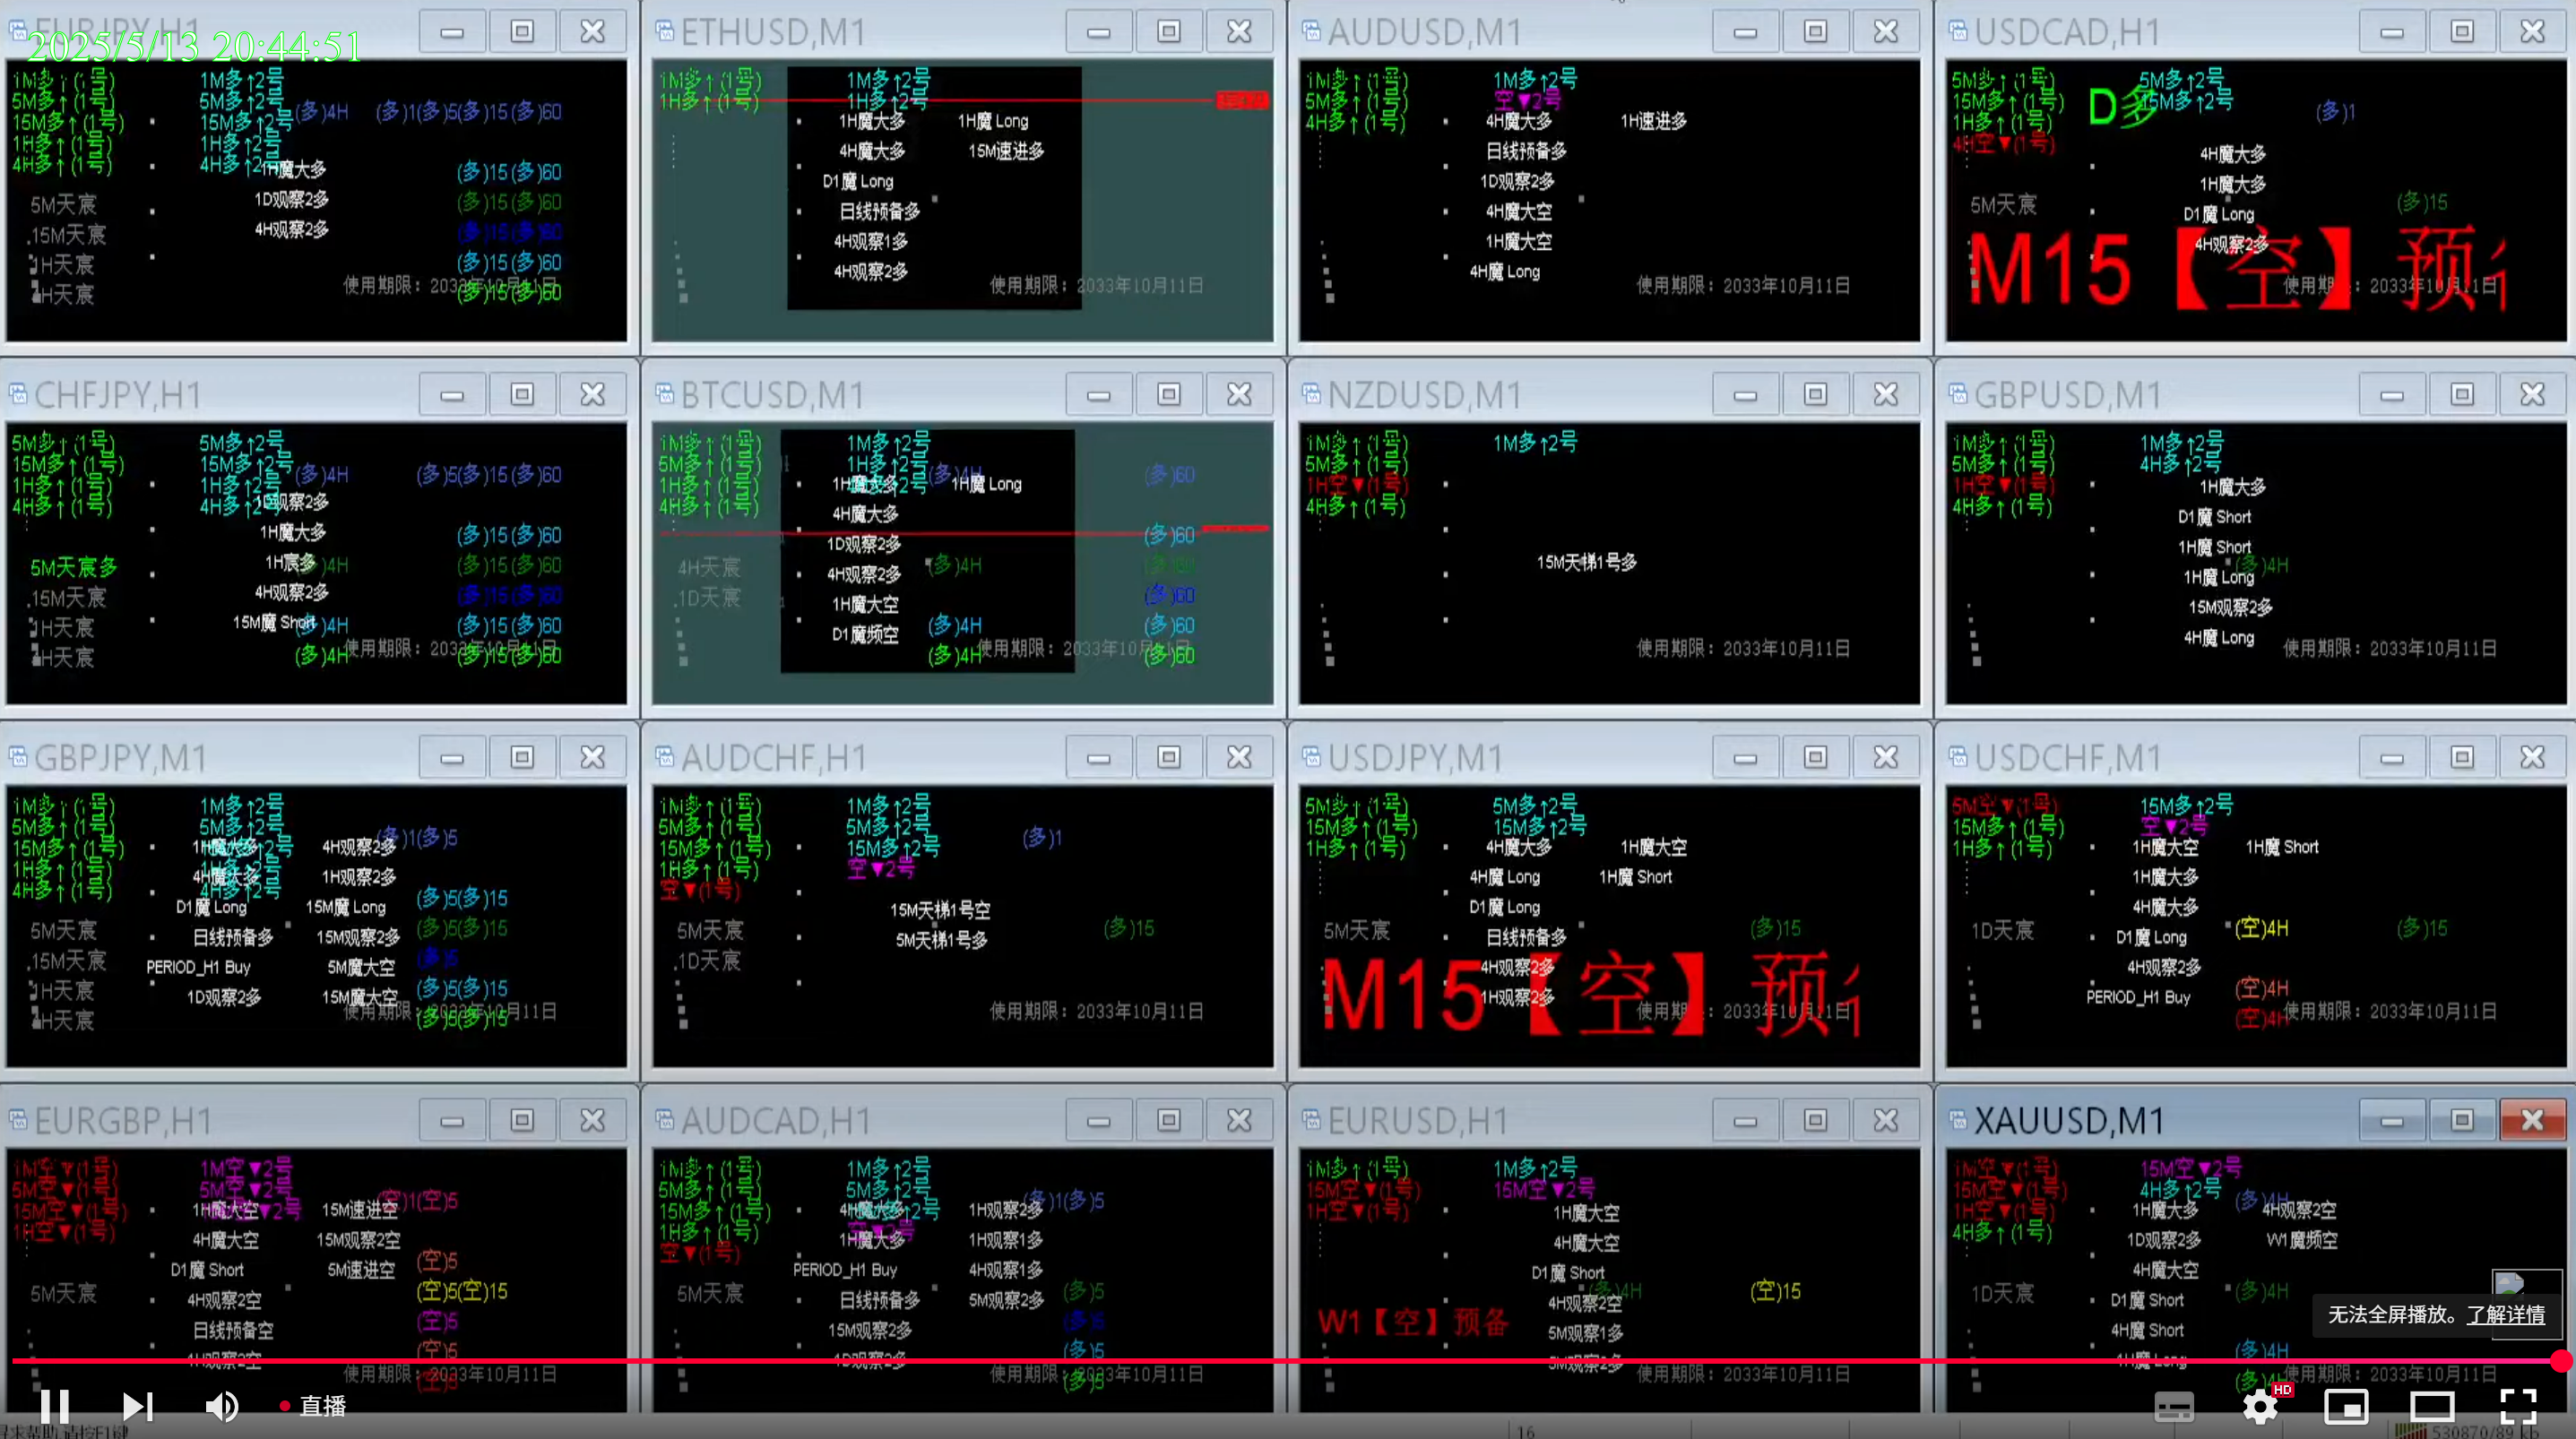 EURJPY,H1
2025/5/13 20:44:51
1M多↑(1号) 1M多↑2号
5M多↑(1号) 5M多↑2号 (多)4H (多)1(多)5(多)15(多)60
15M多↑(1号) 15M多↑2号
1H多↑(1号) 1H多↑2号
4H多↑(1号) 4H多↑2号
1H魔大多 (多)15(多)60
5M天宸 1D观察2多 (多)15(多)60
15M天宸 4H观察2多 (多)15(多)60
1H天宸 (多)15(多)60
4H天宸 使用期限：2033年10月11日
(多)15(多)60
ETHUSD,M1
1M多↑(1号) 1M多↑2号
1H多↑(1号) 1H多↑2号
1H魔大多 1H魔 Long
4H魔大多 15M速进多
D1魔 Long
日线预备多
4H观察1多
4H观察2多
使用期限：2033年10月11日
AUDUSD,M1
1M多↑(1号) 1M多↑2号
5M多↑(1号) 空▼2号
4H多↑(1号) 4H魔大多 1H速进多
日线预备多
1D观察2多
4H魔大空
1H魔大空
4H魔 Long
使用期限：2033年10月11日
USDCAD,H1
5M多↑(1号) 5M多↑2号
15M多↑(1号) D多 15M多↑2号 (多)1
1H多↑(1号)
4H空▼(1号)
4H魔大多
1H魔大多
5M天宸 D1魔 Long (多)15
4H观察2多
M15【空】预
使用期限：2033年10月11日
CHFJPY,H1
5M多↑(1号) 5M多↑2号
15M多↑(1号) 15M多↑2号 (多)4H (多)5(多)15(多)60
1H多↑(1号) 1H多↑2号
4H多↑(1号) 4H多↑2号
1D观察2多
1H魔大多 (多)15(多)60
5M天宸多 1H宸多 (多)4H (多)15(多)60
15M天宸 4H观察2多 (多)15(多)60
1H天宸 15M魔 Short (多)4H (多)15(多)60
4H天宸 (多)4H 使用期限：2033年10月11日
(多)15(多)60
BTCUSD,M1
1M多↑(1号) 1M多↑2号
5M多↑(1号) 1H多↑2号 (多)4H (多)60
1H多↑(1号) 1H魔大多 4H多↑2号 1H魔 Long
4H多↑(1号) 4H魔大多
1D观察2多 (多)60
4H天宸 4H观察2多 (多)4H (多)60
1D天宸 1H魔大空 (多)60
D1魔频空 (多)4H (多)60
(多)4H 使用期限：2033年10月11日 (多)60
NZDUSD,M1
1M多↑(1号) 1M多↑2号
5M多↑(1号)
1H空▼(1号)
4H多↑(1号)
15M天梯1号多
使用期限：2033年10月11日
GBPUSD,M1
1M多↑(1号) 1M多↑2号
5M多↑(1号) 4H多↑2号
1H空▼(1号) 1H魔大多
4H多↑(1号) D1魔 Short
1H魔 Short
(多)4H
1H魔 Long
15M观察2多
4H魔 Long
使用期限：2033年10月11日
GBPJPY,M1
1M多↑(1号) 1M多↑2号
5M多↑(1号) 5M多↑2号 (多)1(多)5
15M多↑(1号) 1H魔大多 15M多↑2号 4H观察2多
1H多↑(1号) 1H多↑2号
4H多↑(1号) 4H魔大多 4H多↑2号 1H观察2多
D1魔 Long 15M魔 Long (多)5(多)15
5M天宸 日线预备多 15M观察2多 (多)5(多)15
15M天宸 PERIOD_H1 Buy 5M魔大空
1H天宸 1D观察2多 15M魔大空 (多)5(多)15
4H天宸 使用期限：2033年10月11日
(多)5(多)15
AUDCHF,H1
1M多↑(1号) 1M多↑2号
5M多↑(1号) 5M多↑2号 (多)1
15M多↑(1号) 15M多↑2号
1H多↑(1号) 空▼2号
空▼(1号)
15M天梯1号空
5M天宸 5M天梯1号多 (多)15
1D天宸
使用期限：2033年10月11日
USDJPY,M1
5M多↑(1号) 5M多↑2号
15M多↑(1号) 15M多↑2号
1H多↑(1号) 4H魔大多 1H魔大空
4H魔 Long 1H魔 Short
D1魔 Long
5M天宸 日线预备多 (多)15
4H观察2多
1H观察2多
M15【空】预
使用期限：2033年10月11日
USDCHF,M1
5M空▼(1号) 15M多↑2号
15M多↑(1号) 空▼2号
1H多↑(1号) 1H魔大空 1H魔 Short
1H魔大多
4H魔大多
1D天宸 D1魔 Long (空)4H (多)15
4H观察2多
PERIOD_H1 Buy (空)4H
(空)4H 使用期限：2033年10月11日
EURGBP,H1
1M空▼(1号) 1M空▼2号
5M空▼(1号) 5M空▼2号 (空)1(空)5
15M空▼(1号) 1H魔大空 15M速进空
1H空▼(1号) 4H魔大空 15M观察2空
D1魔 Short 5M速进空 (空)5
5M天宸 4H观察2空 (空)5(空)15
日线预备空 (空)5
4H观察2空 (空)5
使用期限：2033年10月11日
(空)5
AUDCAD,H1
1M多↑(1号) 1M多↑2号
5M多↑(1号) 5M多↑2号 (多)1(多)5
15M多↑(1号) 4H魔大多 15M多↑2号 1H观察2多
1H多↑(1号) 空▼2号
空▼(1号) 1H魔大多 1H观察1多
PERIOD_H1 Buy 4H观察1多
5M天宸 日线预备多 5M观察2多 (多)5
15M观察2多
1D观察2多 (多)5
(多)5 使用期限：2033年10月11日
EURUSD,H1
1M多↑(1号) 1M多↑2号
15M空▼(1号) 15M空▼2号
1H空▼(1号) 1H魔大空
4H魔大空
D1魔 Short
(多)4H (空)15
4H观察2空
W1【空】预备 5M观察1多
5M观察2多
使用期限：2033年10月11日
XAUUSD,M1
1M空▼(1号) 15M空▼2号
15M空▼(1号) 4H多↑2号 (多)4H
1H空▼(1号) 1H魔大多 4H观察2空
4H多↑(1号) 1D观察2多 W1魔频空
4H魔大空
1D天宸 D1魔 Short (多)4H
4H魔 Short
1H魔 Long (多)4H
使用期限：2033年10月11日
无法全屏播放。了解详情
直播
HD
16
530870/89 kb